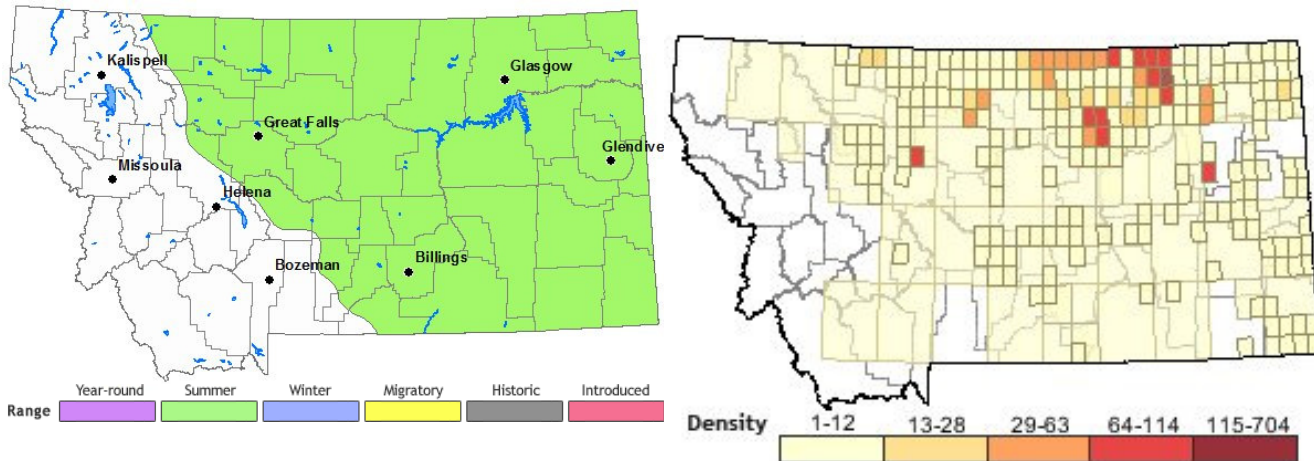 Kalispell
Glasgow
Great Falls
Glendive
Missoula
Helena
Billings
Bozeman
Year-round Summer Winter Migratory Historic Introduced
Range
Density 1-12 13-28 29-63 64-114 115-704